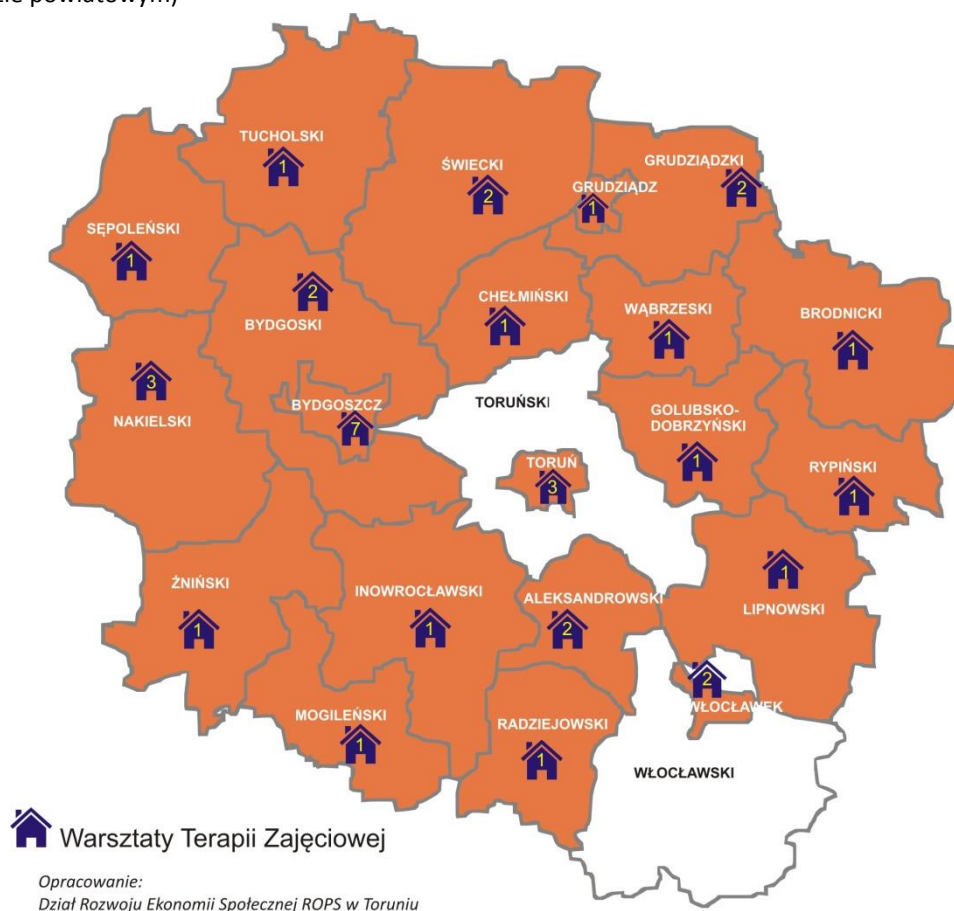 zie powiatowym)
TUCHOLSKI
1
ŚWIECKI
2
GRUDZIĄDZKI
2
GRUDZIĄDZ
1
SĘPOLEŃSKI
1
2
BYDGOSKI
CHEŁMIŃSKI
1
WĄBRZESKI
1
BRODNICKI
1
3
NAKIELSKI
BYDGOSZCZ
7
TORUŃSKI
TORUŃ
3
GOLUBSKO-
DOBRZYŃSKI
1
RYPIŃSKI
1
ŻNIŃSKI
1
INOWROCŁAWSKI
1
ALEKSANDROWSKI
2
1
LIPNOWSKI
2
WŁOCŁAWEK
MOGILEŃSKI
1
RADZIEJOWSKI
1
WŁOCŁAWSKI
Warsztaty Terapii Zajęciowej
Opracowanie:
Dział Rozwoju Ekonomii Społecznej ROPS w Toruniu